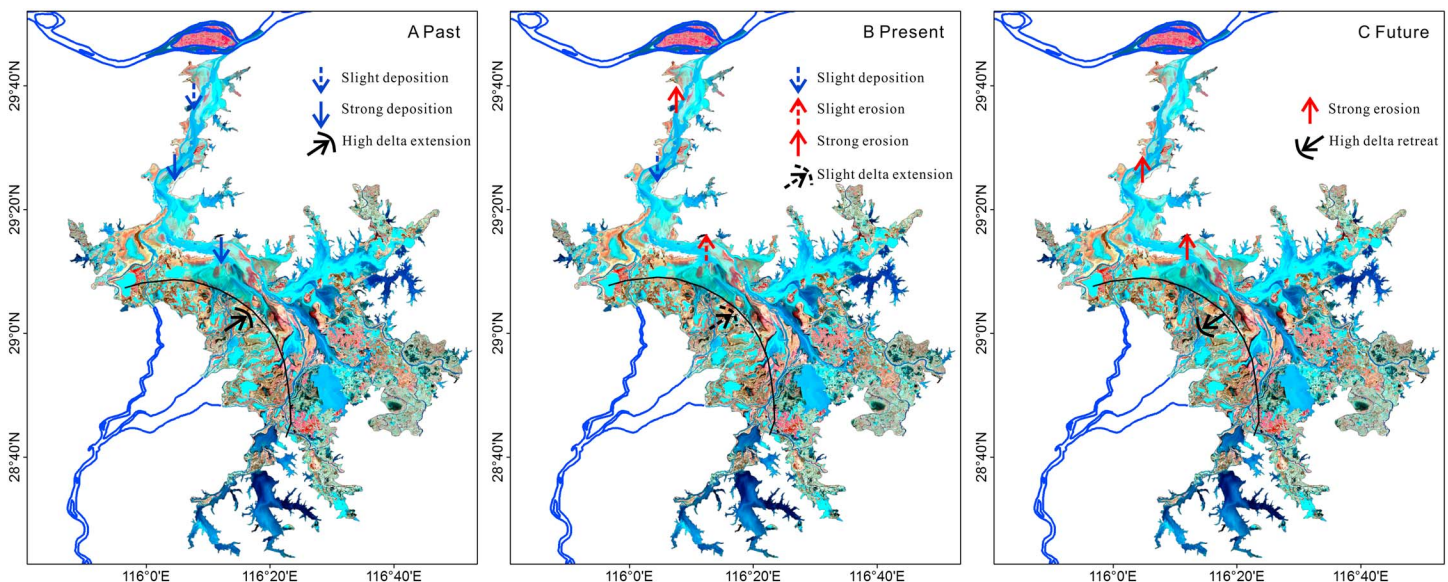 A Past
Slight deposition
Strong deposition
High delta extension
29°40'N
29°20'N
29°0'N
28°40'N
116°0'E
116°20'E
116°40'E
B Present
Slight deposition
Slight erosion
Strong erosion
Slight delta extension
29°40'N
29°20'N
29°0'N
28°40'N
116°0'E
116°20'E
116°40'E
C Future
Strong erosion
High delta retreat
29°40'N
29°20'N
29°0'N
28°40'N
116°0'E
116°20'E
116°40'E